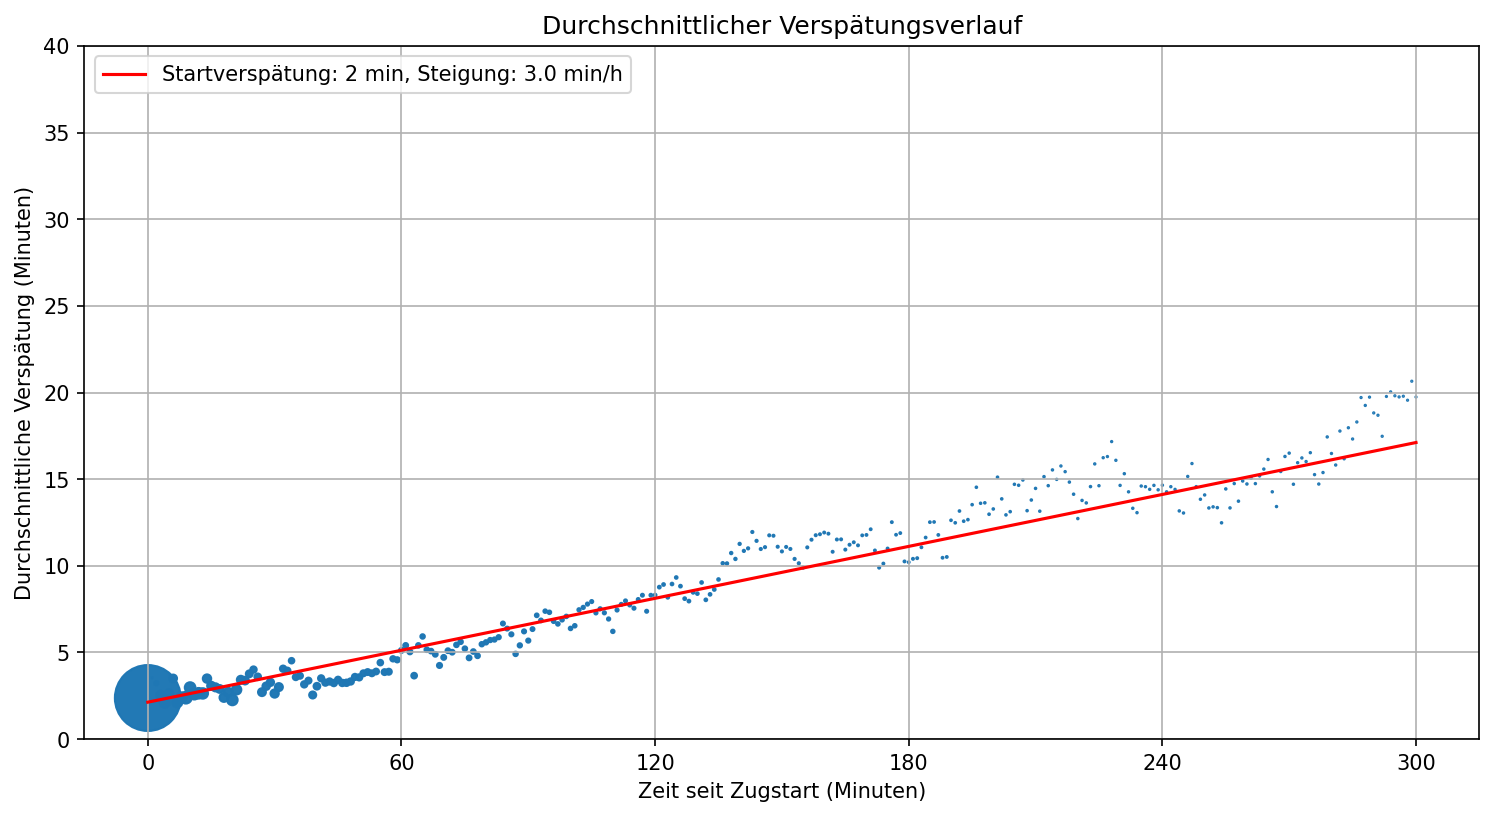 Durchschnittlicher Verspätungsverlauf
Startverspätung: 2 min, Steigung: 3.0 min/h
Durchschnittliche Verspätung (Minuten)
40
35
30
25
20
15
10
5
0
0 60 120 180 240 300
Zeit seit Zugstart (Minuten)